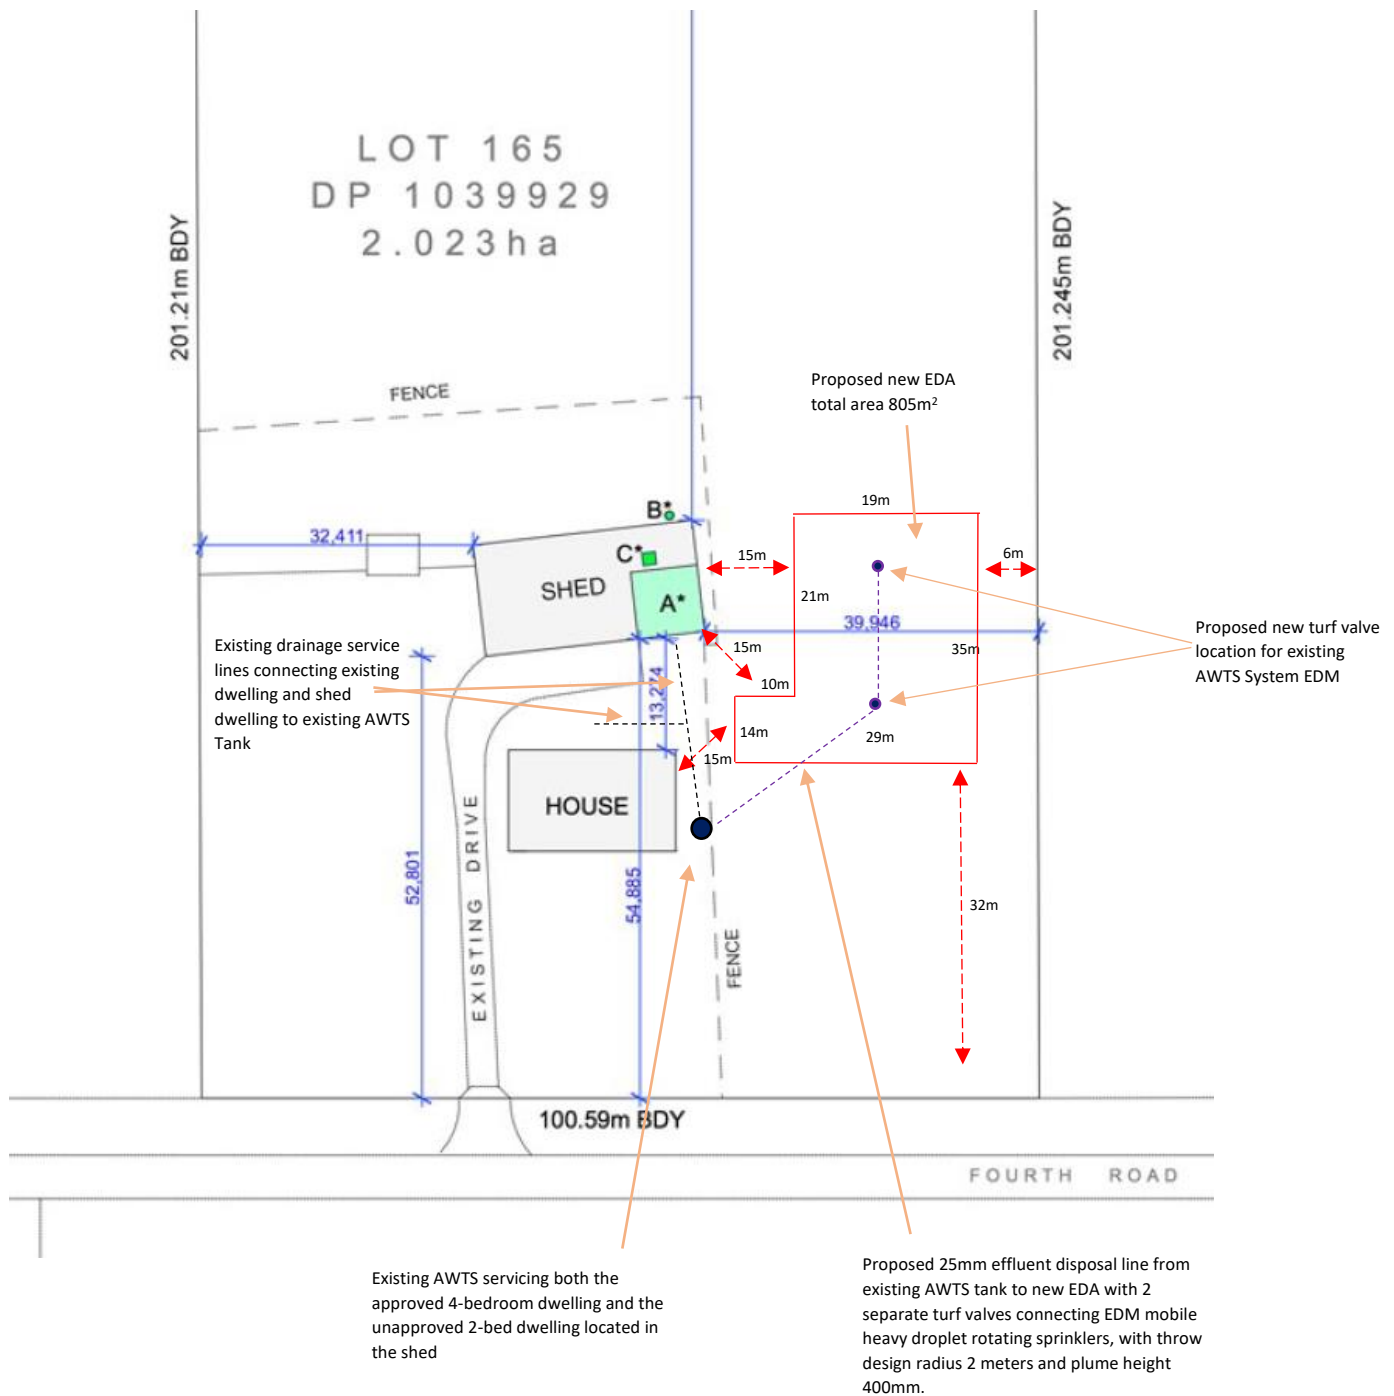 LOT 165
DP 1039929
2.023ha
201.21m BDY
201.245m BDY
FENCE
Proposed new EDA
total area 805m²
19m
B*
32,411
C*
15m
6m
SHED
A*
21m
39,946
35m
Proposed new turf valve
location for existing
AWTS System EDM
Existing drainage service
lines connecting existing
dwelling and shed
dwelling to existing AWTS
Tank
15m
10m
13,274
14m
29m
15m
HOUSE
EXISTING DRIVE
52,801
54,885
32m
FENCE
100.59m BDY
FOURTH ROAD
Existing AWTS servicing both the
approved 4-bedroom dwelling and the
unapproved 2-bed dwelling located in
the shed
Proposed 25mm effluent disposal line from
existing AWTS tank to new EDA with 2
separate turf valves connecting EDM mobile
heavy droplet rotating sprinklers, with throw
design radius 2 meters and plume height
400mm.